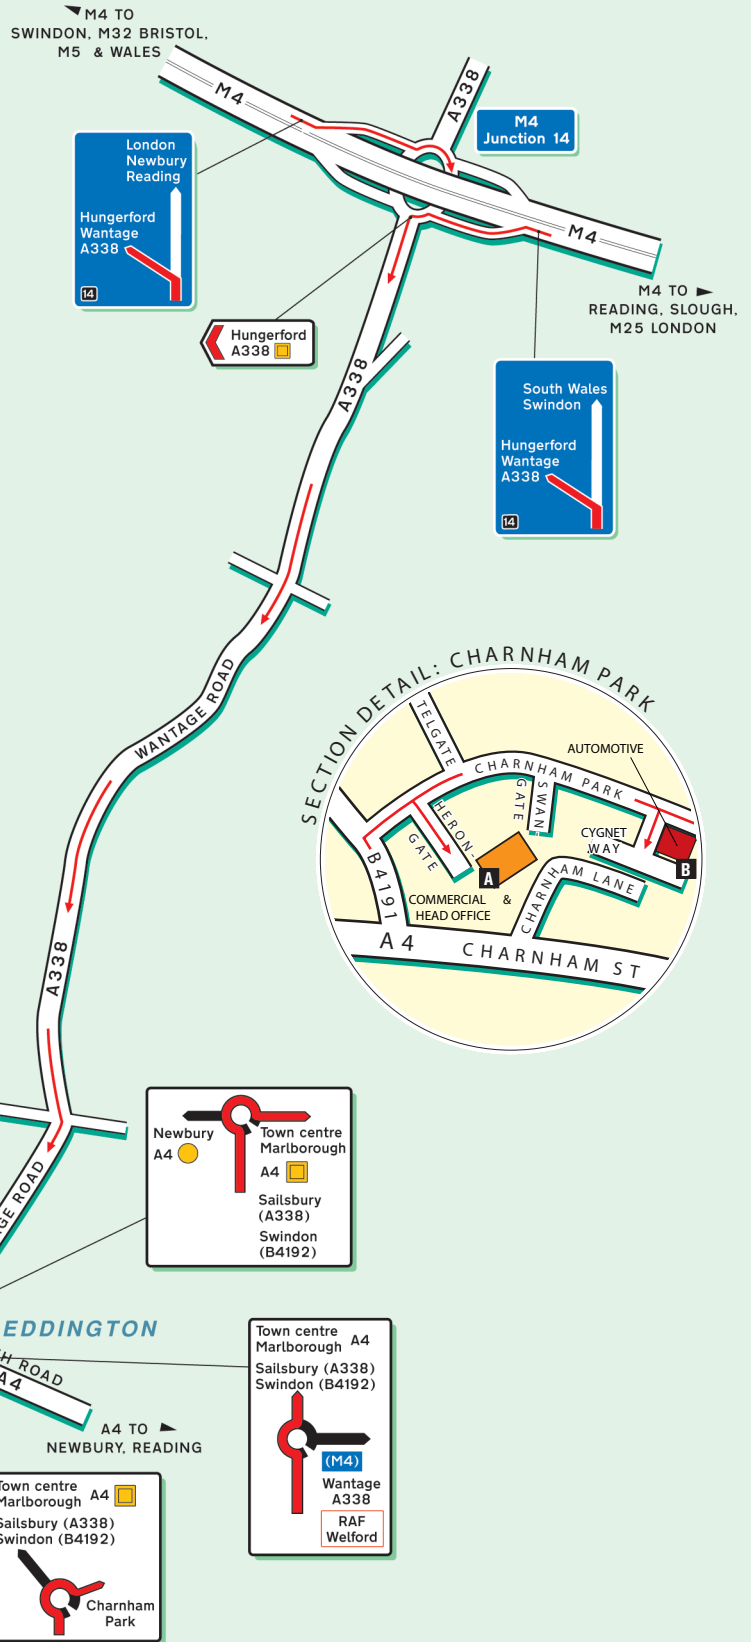 M4 TO
SWINDON, M32 BRISTOL,
M5 & WALES
M4
A338
M4
Junction 14
London
Newbury
Reading
Hungerford
Wantage
A338
14
M4
M4 TO
READING, SLOUGH,
M25 LONDON
Hungerford
A338
A338
South Wales
Swindon
Hungerford
Wantage
A338
14
WANTAGE ROAD
SECTION DETAIL: CHARNHAM PARK
TELGATE
AUTOMOTIVE
CHARNHAM PARK
HERON-
GATE
SWAN-
GATE
CYGNET
WAY
B
B4191
A
COMMERCIAL &
HEAD OFFICE
CHARNHAM LANE
A4 CHARNHAM ST
A338
Newbury
A4
Town centre
Marlborough
A4
Sailsbury
(A338)
Swindon
(B4192)
GE ROAD
EDDINGTON
H ROAD
A4
A4 TO
NEWBURY, READING
Town centre
Marlborough A4
Sailsbury (A338)
Swindon (B4192)
(M4)
Wantage
A338
RAF
Welford
Town centre
Marlborough A4
Sailsbury (A338)
Swindon (B4192)
Charnham
Park